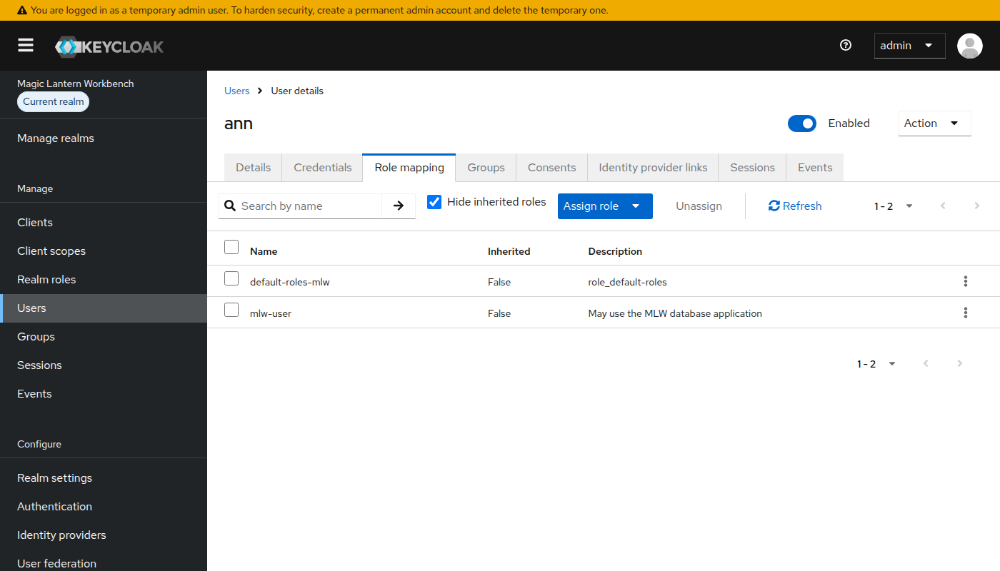 You are logged in as a temporary admin user. To harden security, create a permanent admin account and delete the temporary one.
KEYCLOAK
admin
Magic Lantern Workbench
Current realm
Manage realms
Manage
Clients
Client scopes
Realm roles
Users
Groups
Sessions
Events
Configure
Realm settings
Authentication
Identity providers
User federation
Users User details
ann
Enabled
Action
Details Credentials Role mapping Groups Consents Identity provider links Sessions Events
Search by name Hide inherited roles Assign role Unassign Refresh 1 - 2
Name Inherited Description
default-roles-mlw False role_default-roles
mlw-user False May use the MLW database application
1 - 2